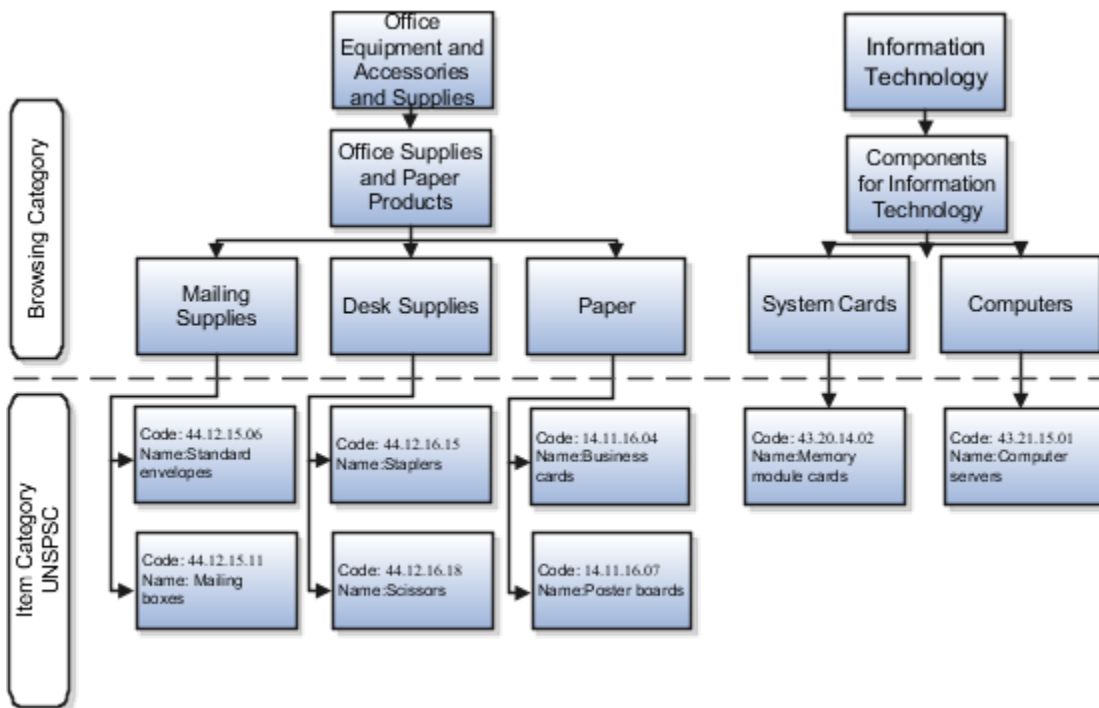 Office
Equipment and
Accessories
and Supplies
Information
Technology
Browsing Category
Office Supplies
and Paper
Products
Components
for Information
Technology
Mailing
Supplies
Desk Supplies
Paper
System Cards
Computers
Item Category
UNSPSC
Code: 44.12.15.06
Name:Standard
envelopes
Code: 44.12.16.15
Name:Staplers
Code: 14.11.16.04
Name:Business
cards
Code: 43.20.14.02
Name:Memory
module cards
Code: 43.21.15.01
Name:Computer
servers
Code: 44.12.15.11
Name: Mailing
boxes
Code: 44.12.16.18
Name:Scissors
Code: 14.11.16.07
Name:Poster boards